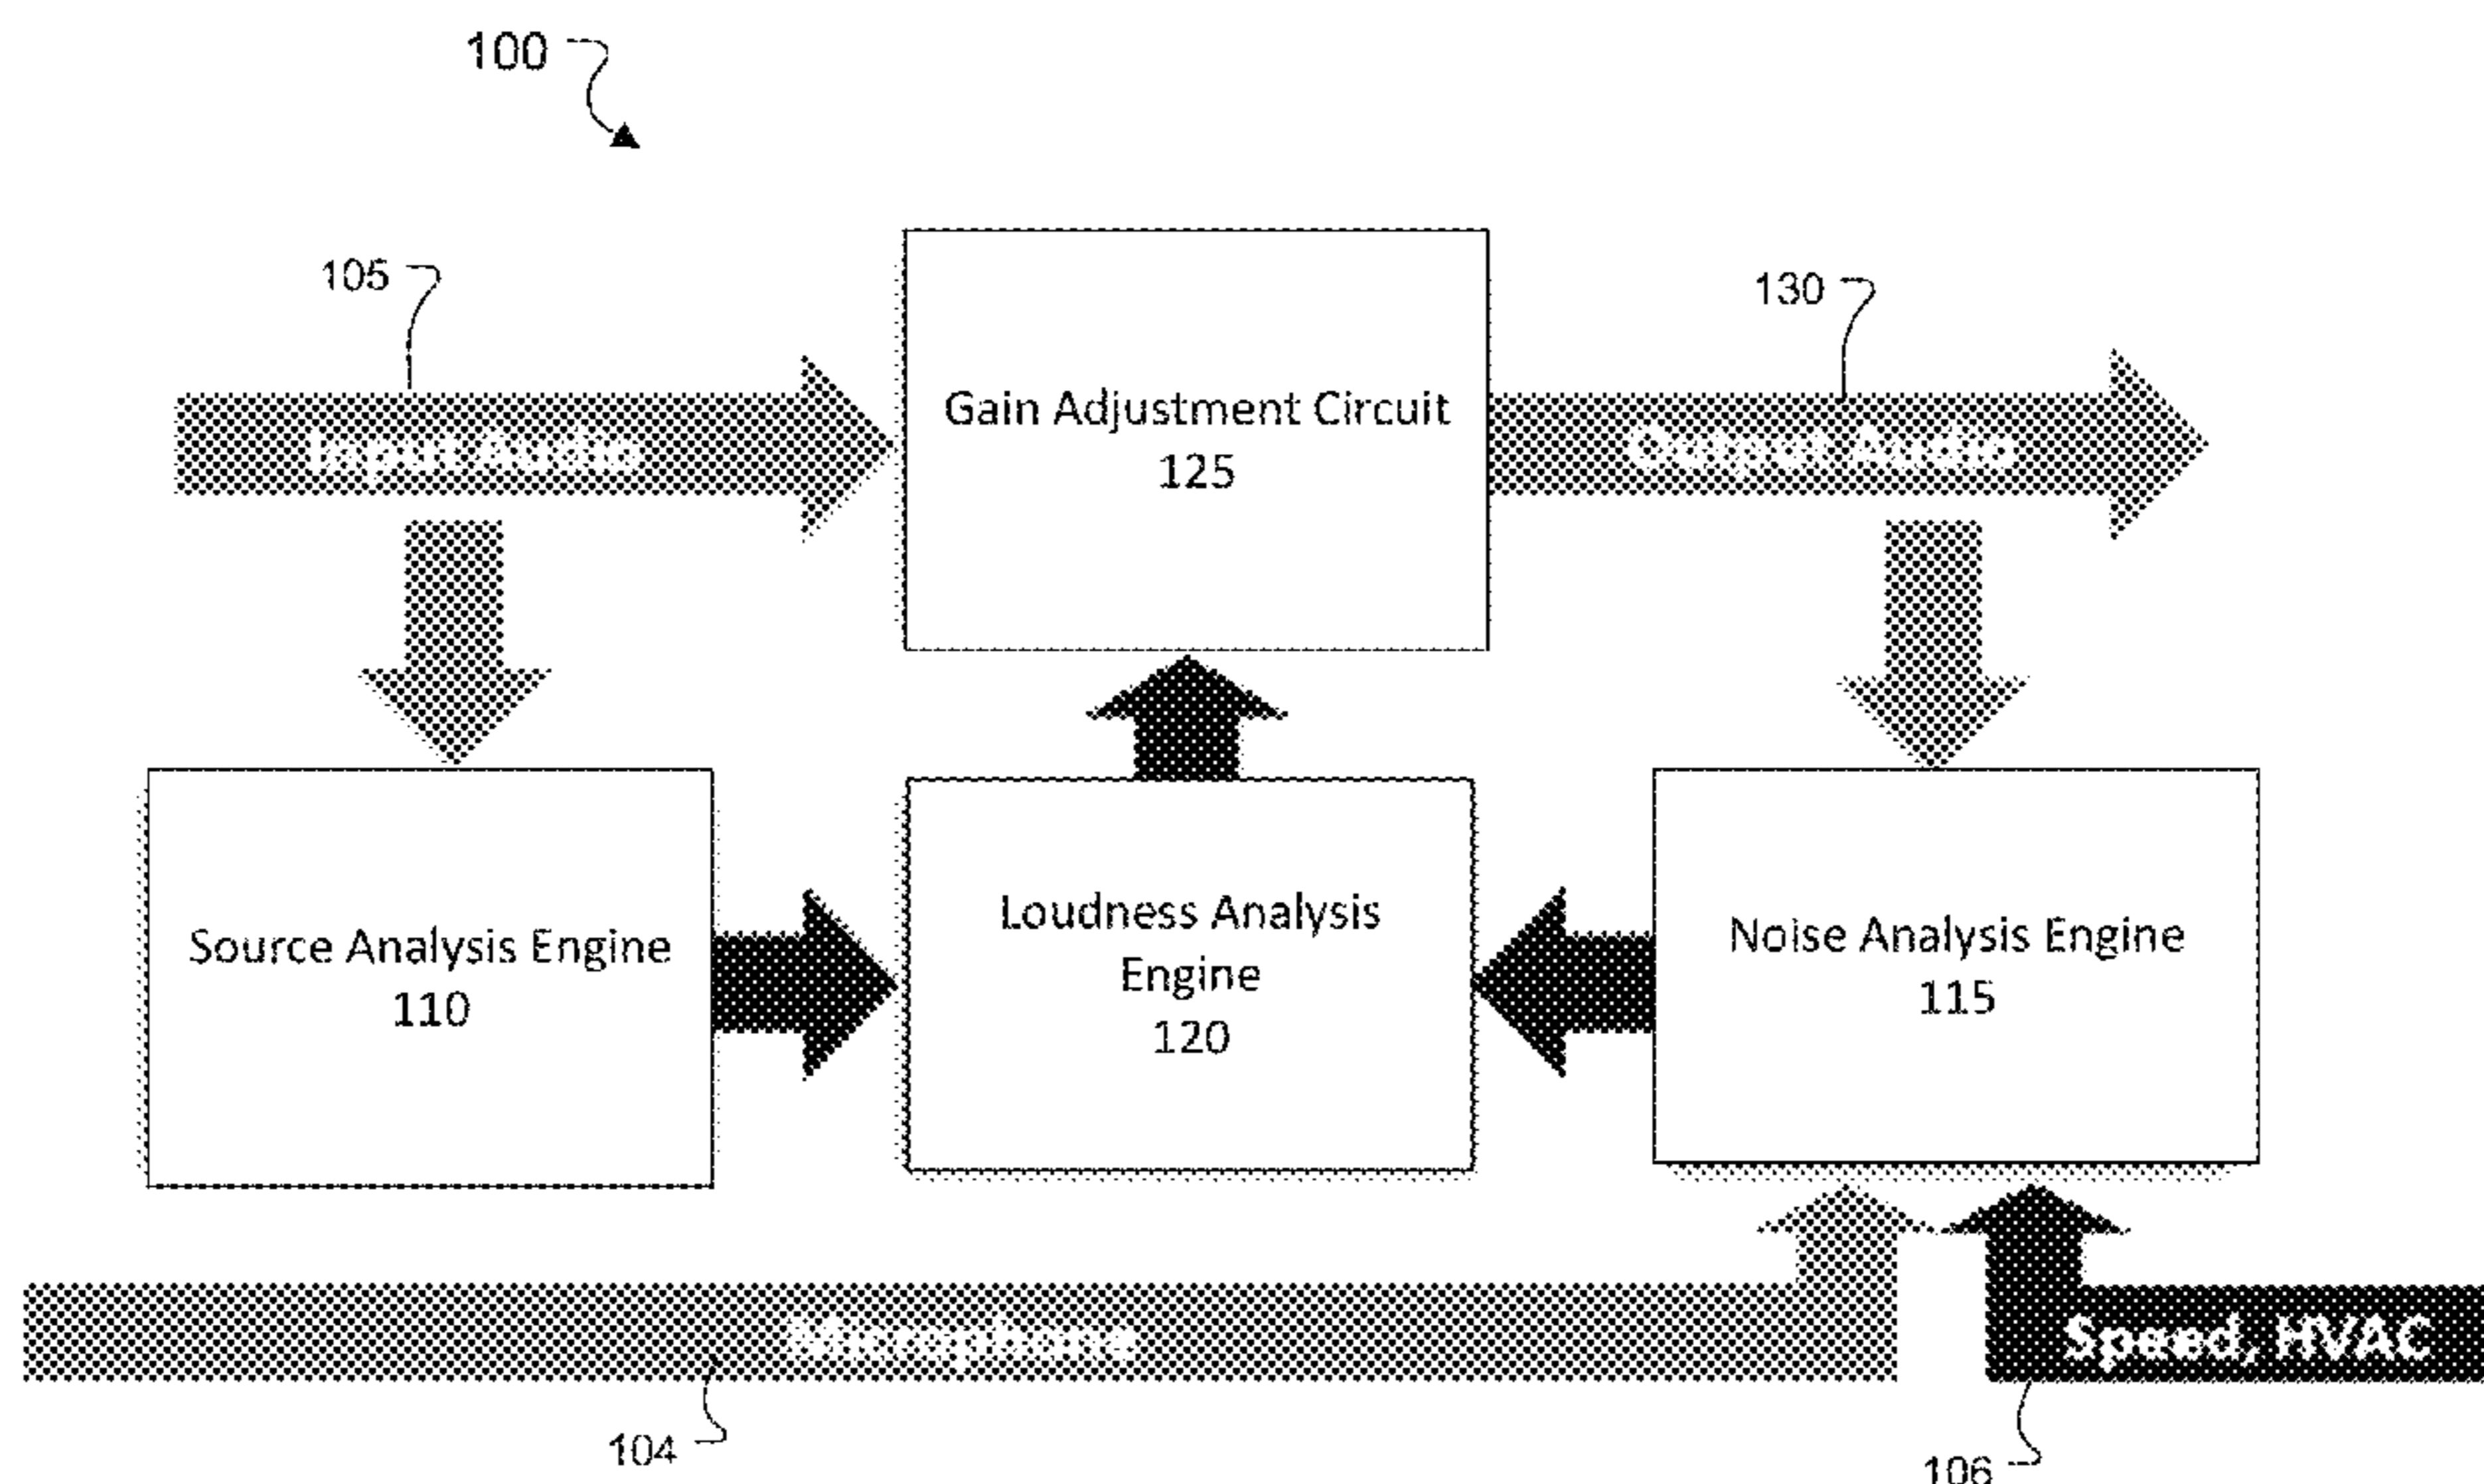 100
105
130
Gain Adjustment Circuit
125
Input Audio
Output Audio
Source Analysis Engine
110
Loudness Analysis
Engine
120
Noise Analysis Engine
115
Microphone
Speed, HVAC
104
106